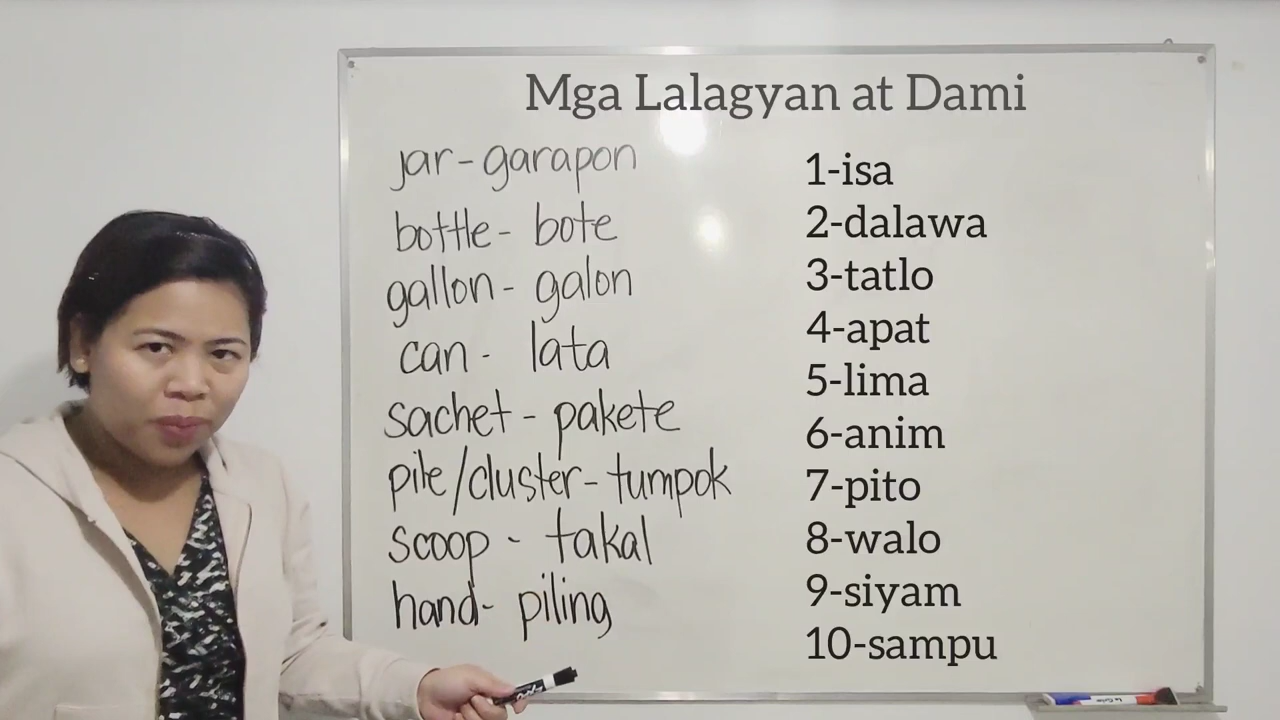 Mga Lalagyan at Dami
jar - garapon
bottle - bote
gallon - galon
can - lata
sachet - pakete
pile/cluster - tumpok
scoop - takal
hand - piling
1-isa
2-dalawa
3-tatlo
4-apat
5-lima
6-anim
7-pito
8-walo
9-siyam
10-sampu